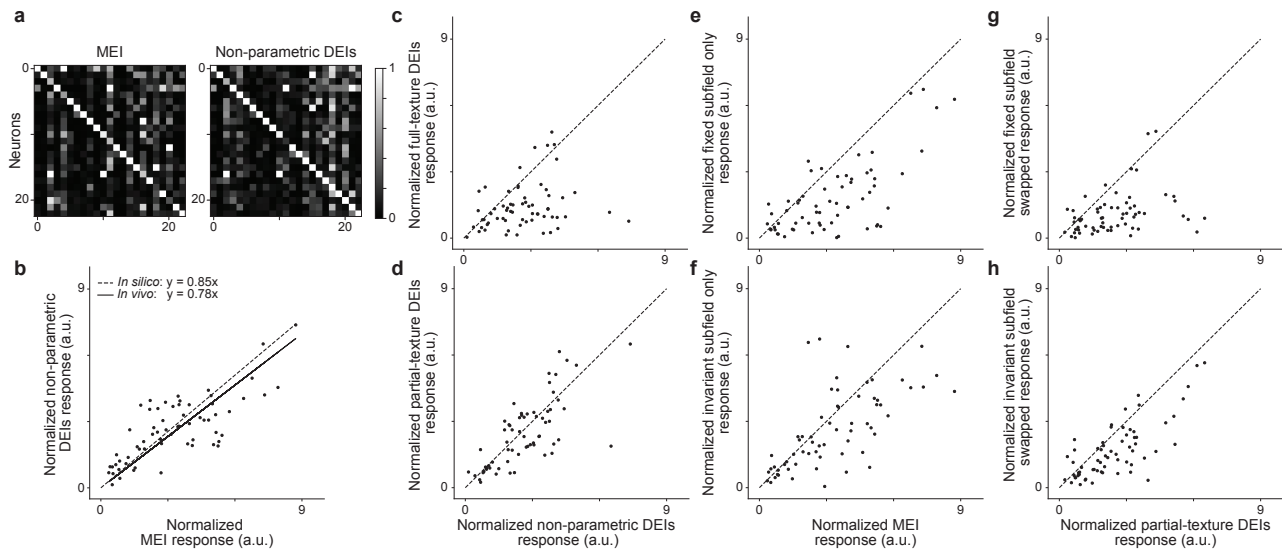 a
MEI
Non-parametric DEIs
Neurons
0
20
0
20
0
20
0
20
1
0
b
In silico: y = 0.85x
In vivo: y = 0.78x
Normalized non-parametric
DEIs response (a.u.)
9
0
0
9
Normalized
MEI response (a.u.)
c
Normalized full-texture DEIs
response (a.u.)
9
0
0
9
d
Normalized partial-texture DEIs
response (a.u.)
9
0
0
9
Normalized non-parametric DEIs
response (a.u.)
e
Normalized fixed subfield only
response (a.u.)
9
0
0
9
f
Normalized invariant subfield only
response (a.u.)
9
0
0
9
Normalized MEI
response (a.u.)
g
Normalized fixed subfield
swapped response (a.u.)
9
0
0
9
h
Normalized invariant subfield
swapped response (a.u.)
9
0
0
9
Normalized partial-texture DEIs
response (a.u.)